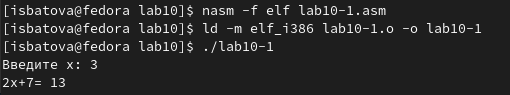 [isbatova@fedora lab10]$ nasm -f elf lab10-1.asm
[isbatova@fedora lab10]$ ld -m elf_i386 lab10-1.o -o lab10-1
[isbatova@fedora lab10]$ ./lab10-1
Введите x: 3
2x+7= 13